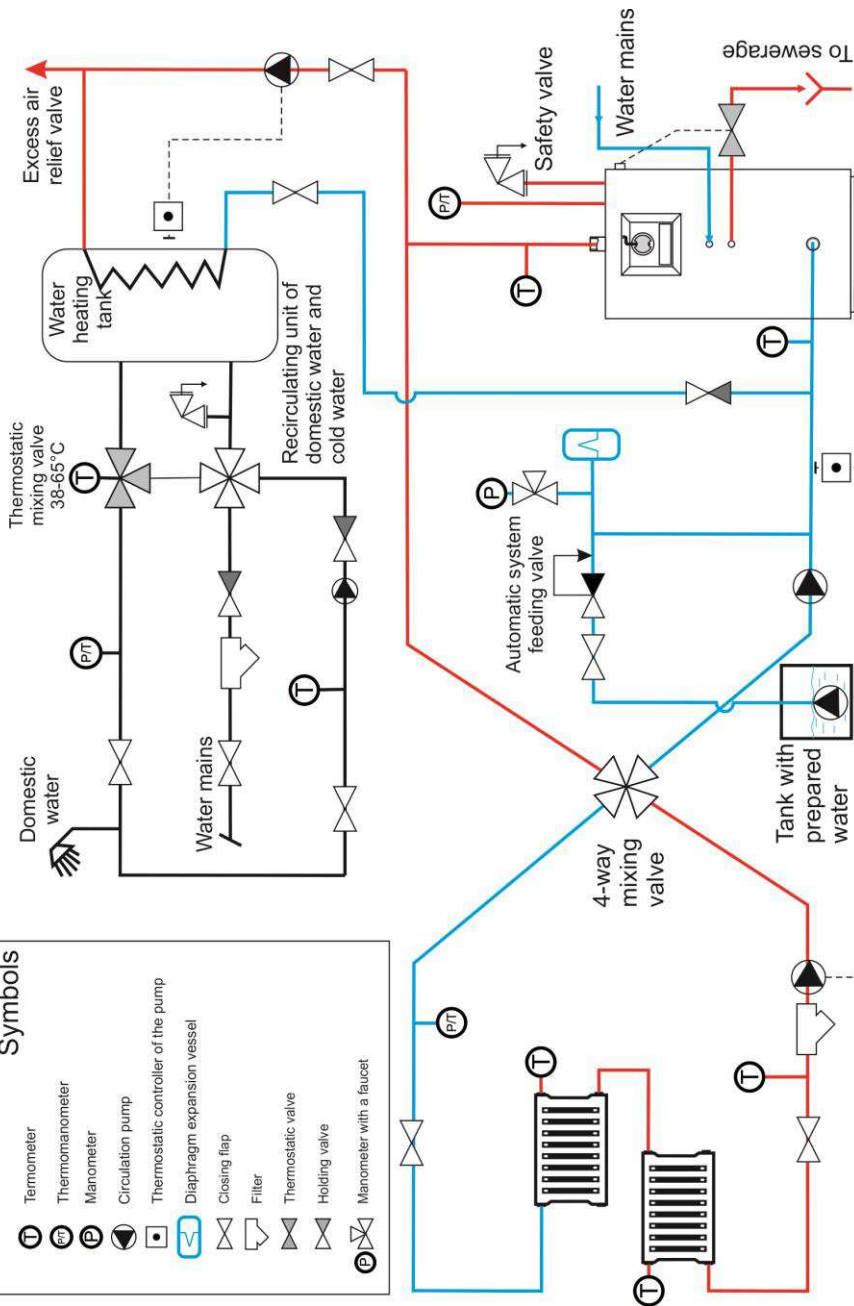 Symbols
T Termometer
P/T Thermomanometer
P Manometer
Circulation pump
Thermostatic controller of the pump
Diaphragm expansion vessel
Closing flap
Filter
Thermostatic valve
Holding valve
P Manometer with a faucet
Domestic
water
P/T
Thermostatic
mixing valve
38-65°C
T
Water
heating
tank
Excess air
relief valve
Water mains
T
Recirculating unit of
domestic water and
cold water
P/T
4-way
mixing
valve
Automatic system
feeding valve
P
T
P/T
Safety valve
Water mains
To sewerage
T
Tank with
prepared
water
T
T
T